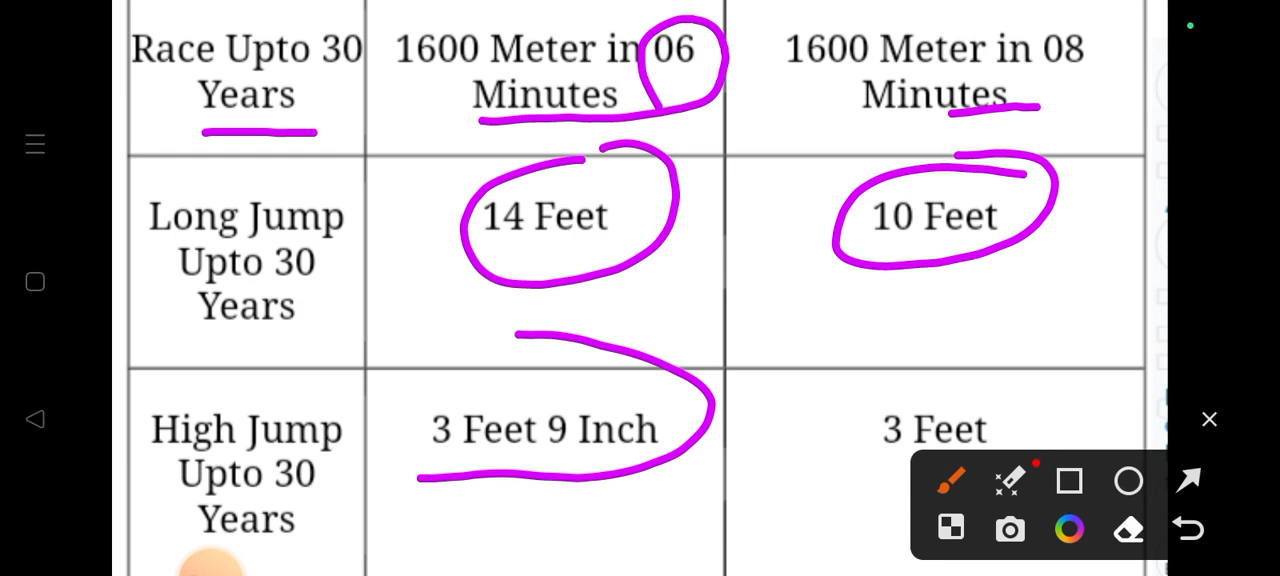 Race Upto 30
Years
1600 Meter in 06
Minutes
1600 Meter in 08
Minutes
Long Jump
Upto 30
Years
14 Feet
10 Feet
High Jump
Upto 30
Years
3 Feet 9 Inch
3 Feet